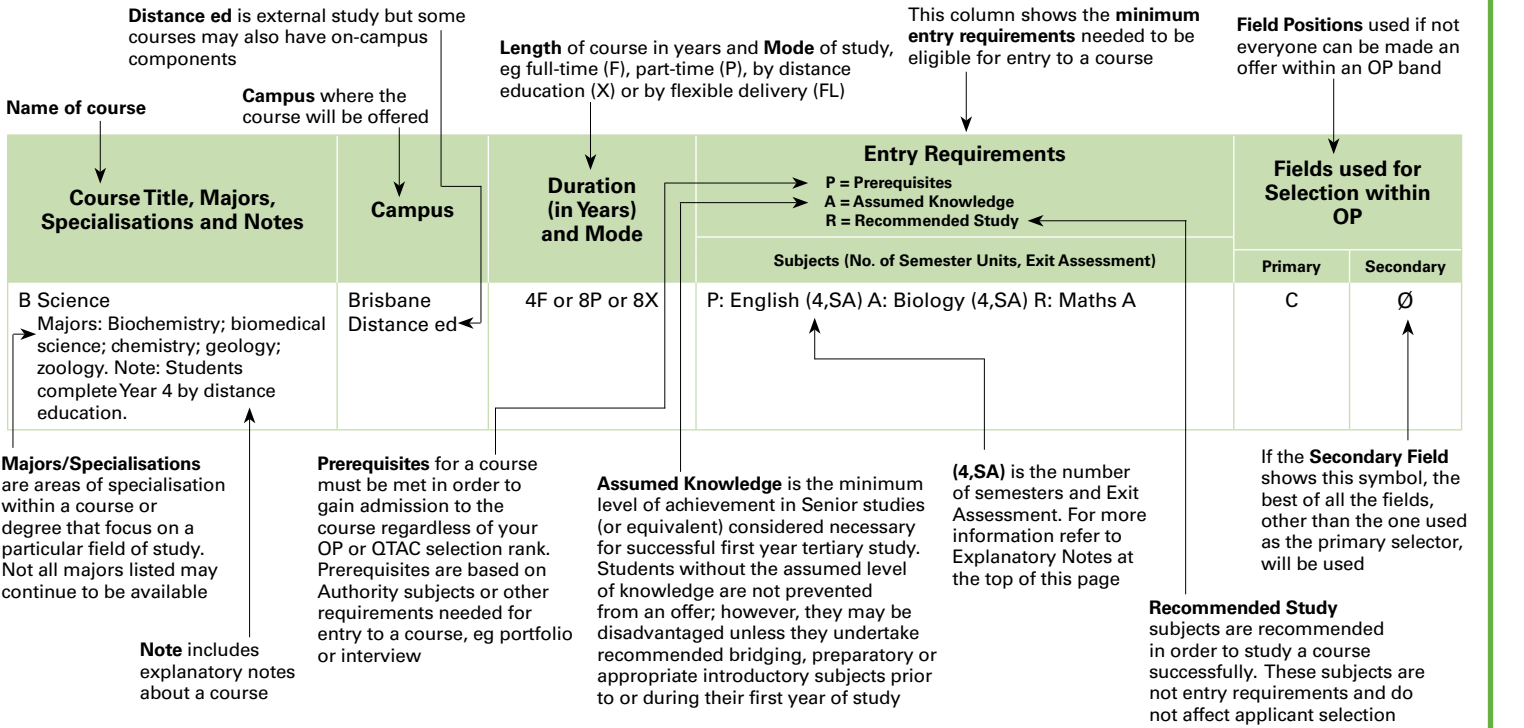 Distance ed is external study but some
courses may also have on-campus
components
Length of course in years and Mode of study,
eg full-time (F), part-time (P), by distance
education (X) or by flexible delivery (FL)
This column shows the minimum
entry requirements needed to be
eligible for entry to a course
Field Positions used if not
everyone can be made an
offer within an OP band
Name of course
Campus where the
course will be offered
Course Title, Majors,
Specialisations and Notes
Campus
Duration
(in Years)
and Mode
Entry Requirements
P = Prerequisites
A = Assumed Knowledge
R = Recommended Study
Subjects (No. of Semester Units, Exit Assessment)
Fields used for
Selection within
OP
Primary
Secondary
B Science
Majors: Biochemistry; biomedical
science; chemistry; geology;
zoology. Note: Students
complete Year 4 by distance
education.
Brisbane
Distance ed
4F or 8P or 8X
P: English (4,SA) A: Biology (4,SA) R: Maths A
C
Ø
Majors/Specialisations
are areas of specialisation
within a course or
degree that focus on a
particular field of study.
Not all majors listed may
continue to be available
Note includes
explanatory notes
about a course
Prerequisites for a course
must be met in order to
gain admission to the
course regardless of your
OP or QTAC selection rank.
Prerequisites are based on
Authority subjects or other
requirements needed for
entry to a course, eg portfolio
or interview
Assumed Knowledge is the minimum
level of achievement in Senior studies
(or equivalent) considered necessary
for successful first year tertiary study.
Students without the assumed level
of knowledge are not prevented
from an offer; however, they may be
disadvantaged unless they undertake
recommended bridging, preparatory or
appropriate introductory subjects prior
to or during their first year of study
(4,SA) is the number
of semesters and Exit
Assessment. For more
information refer to
Explanatory Notes at
the top of this page
Recommended Study
subjects are recommended
in order to study a course
successfully. These subjects are
not entry requirements and do
not affect applicant selection
If the Secondary Field
shows this symbol, the
best of all the fields,
other than the one used
as the primary selector,
will be used